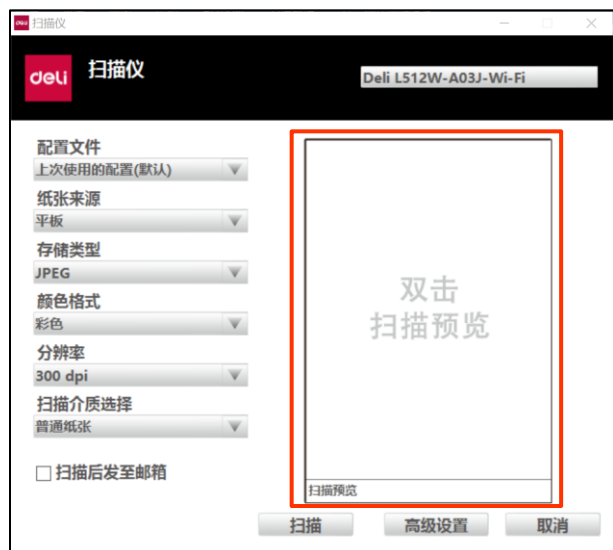 deli 扫描仪
deli 扫描仪
Deli L512W-A03J-Wi-Fi
配置文件
上次使用的配置(默认)
纸张来源
平板
存储类型
JPEG
颜色格式
彩色
分辨率
300 dpi
扫描介质选择
普通纸张
扫描后发至邮箱
双击
扫描预览
扫描预览
扫描 高级设置 取消